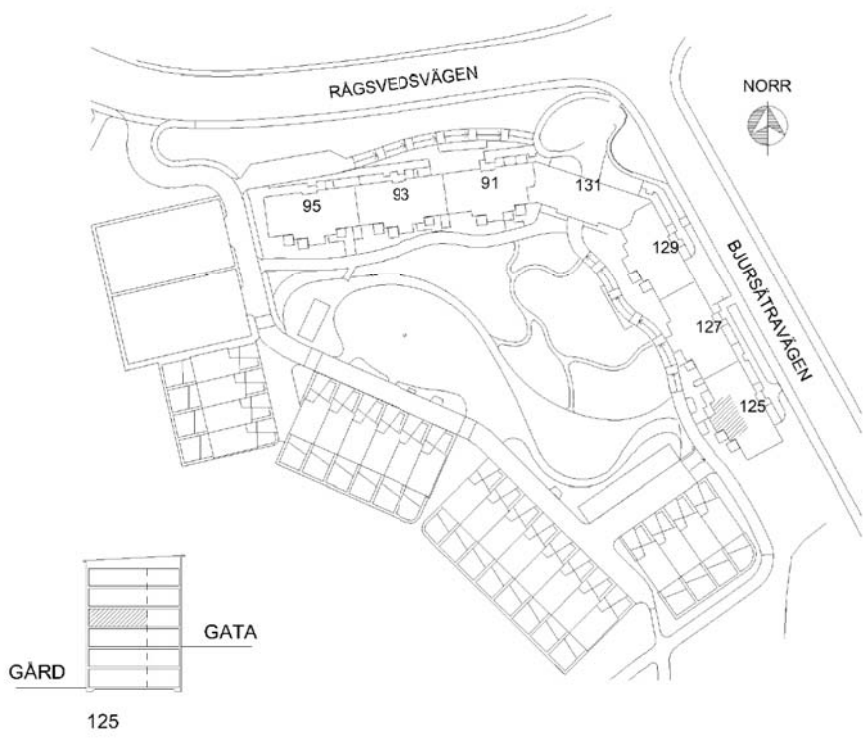 RÅGSVEDSVÄGEN
NORR
95
93
91
131
129
127
125
BJURSÄTRAVÄGEN
GATA
GÅRD
125